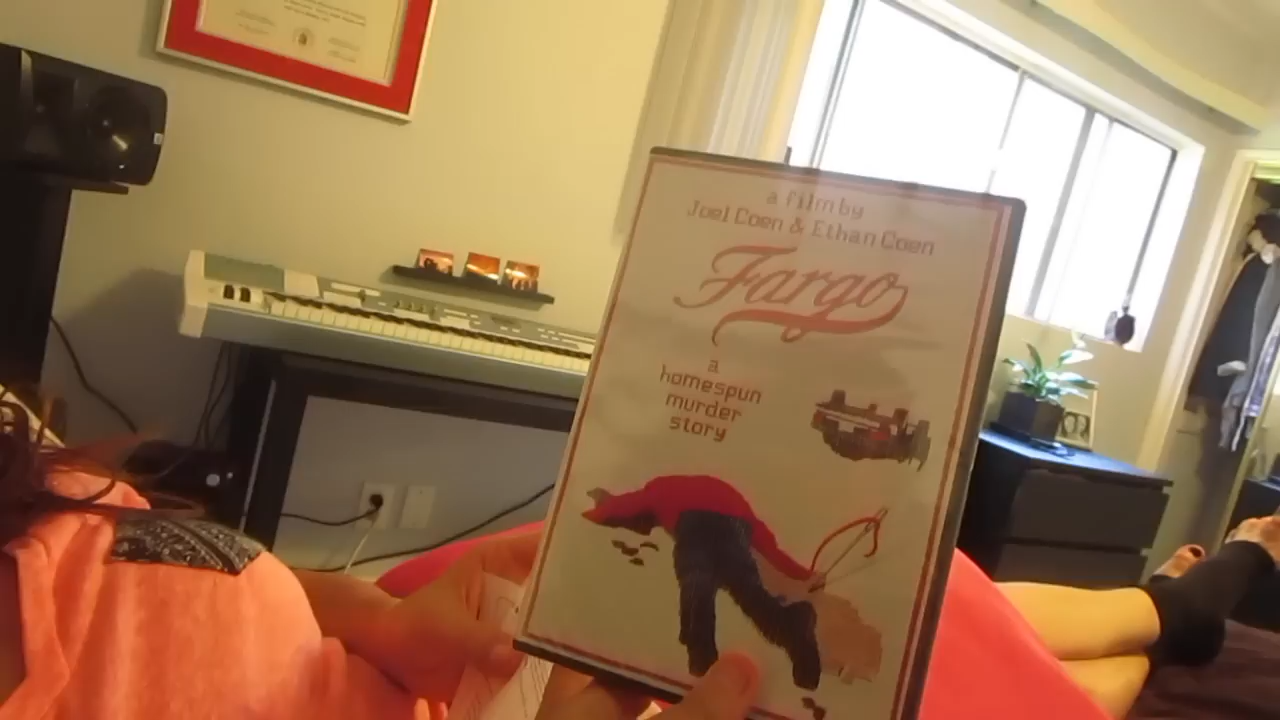 a film by
Joel Coen & Ethan Coen
Fargo
a
homespun
murder
story